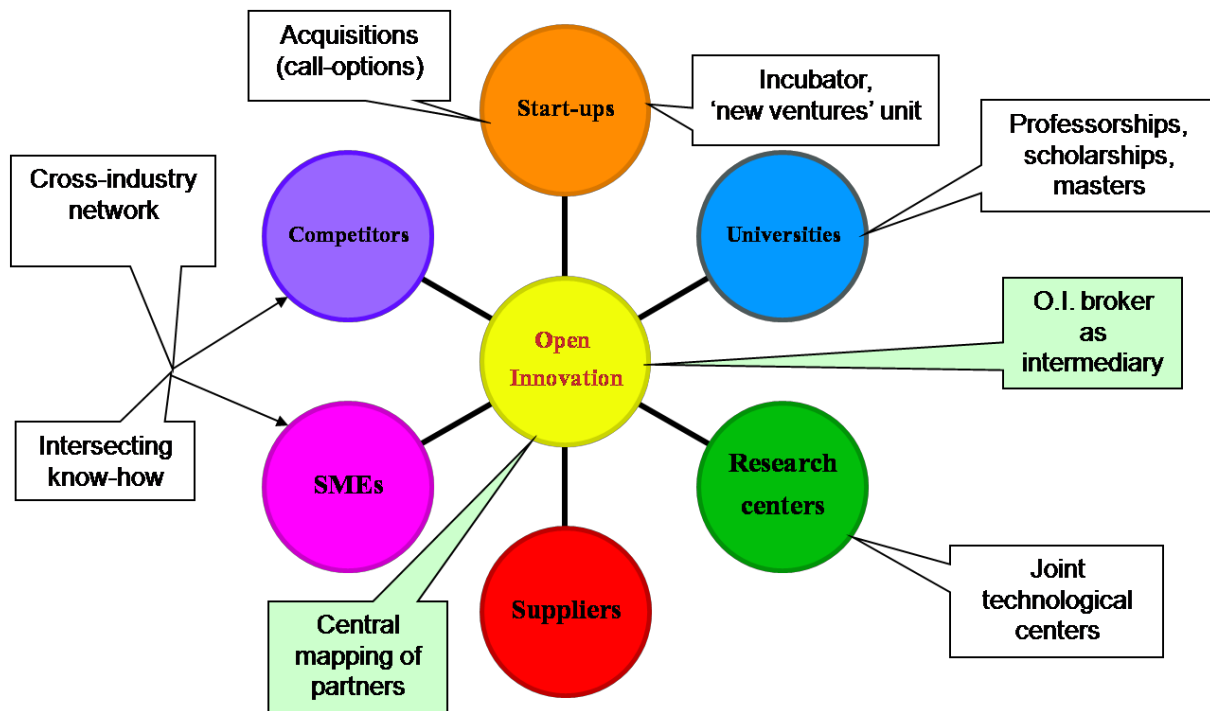 Acquisitions
(call-options)
Start-ups
Incubator,
‘new ventures’ unit
Professorships,
scholarships,
masters
Cross-industry
network
Competitors
Universities
Open
Innovation
O.I. broker
as
intermediary
Intersecting
know-how
SMEs
Research
centers
Central
mapping of
partners
Suppliers
Joint
technological
centers